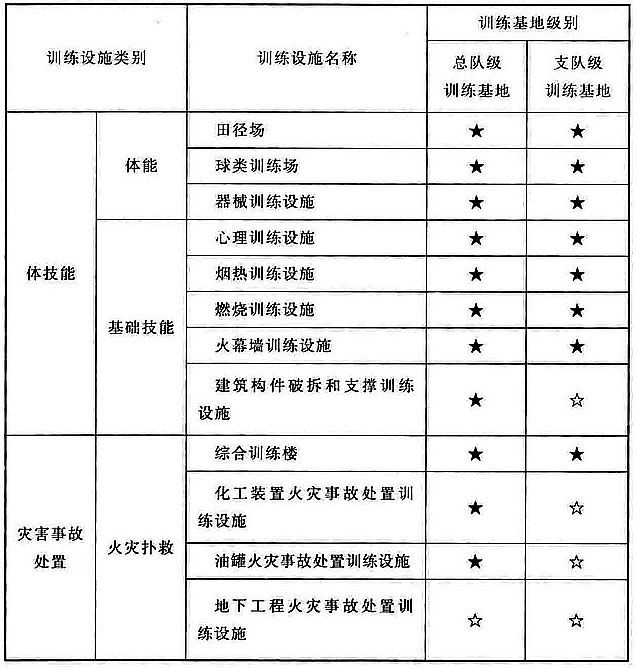 训练设施类别
训练设施名称
训练基地级别
总队级
训练基地
支队级
训练基地
体技能
体能
田径场 ★ ★
球类训练场 ★ ★
器械训练设施 ★ ★
基础技能
心理训练设施 ★ ★
烟热训练设施 ★ ★
燃烧训练设施 ★ ★
火幕墙训练设施 ★ ★
建筑构件破拆和支撑训练
设施 ★ ☆
灾害事故
处置
火灾扑救
综合训练楼 ★ ★
化工装置火灾事故处置训
练设施 ★ ☆
油罐火灾事故处置训练设施 ★ ☆
地下工程火灾事故处置训
练设施 ☆ ☆